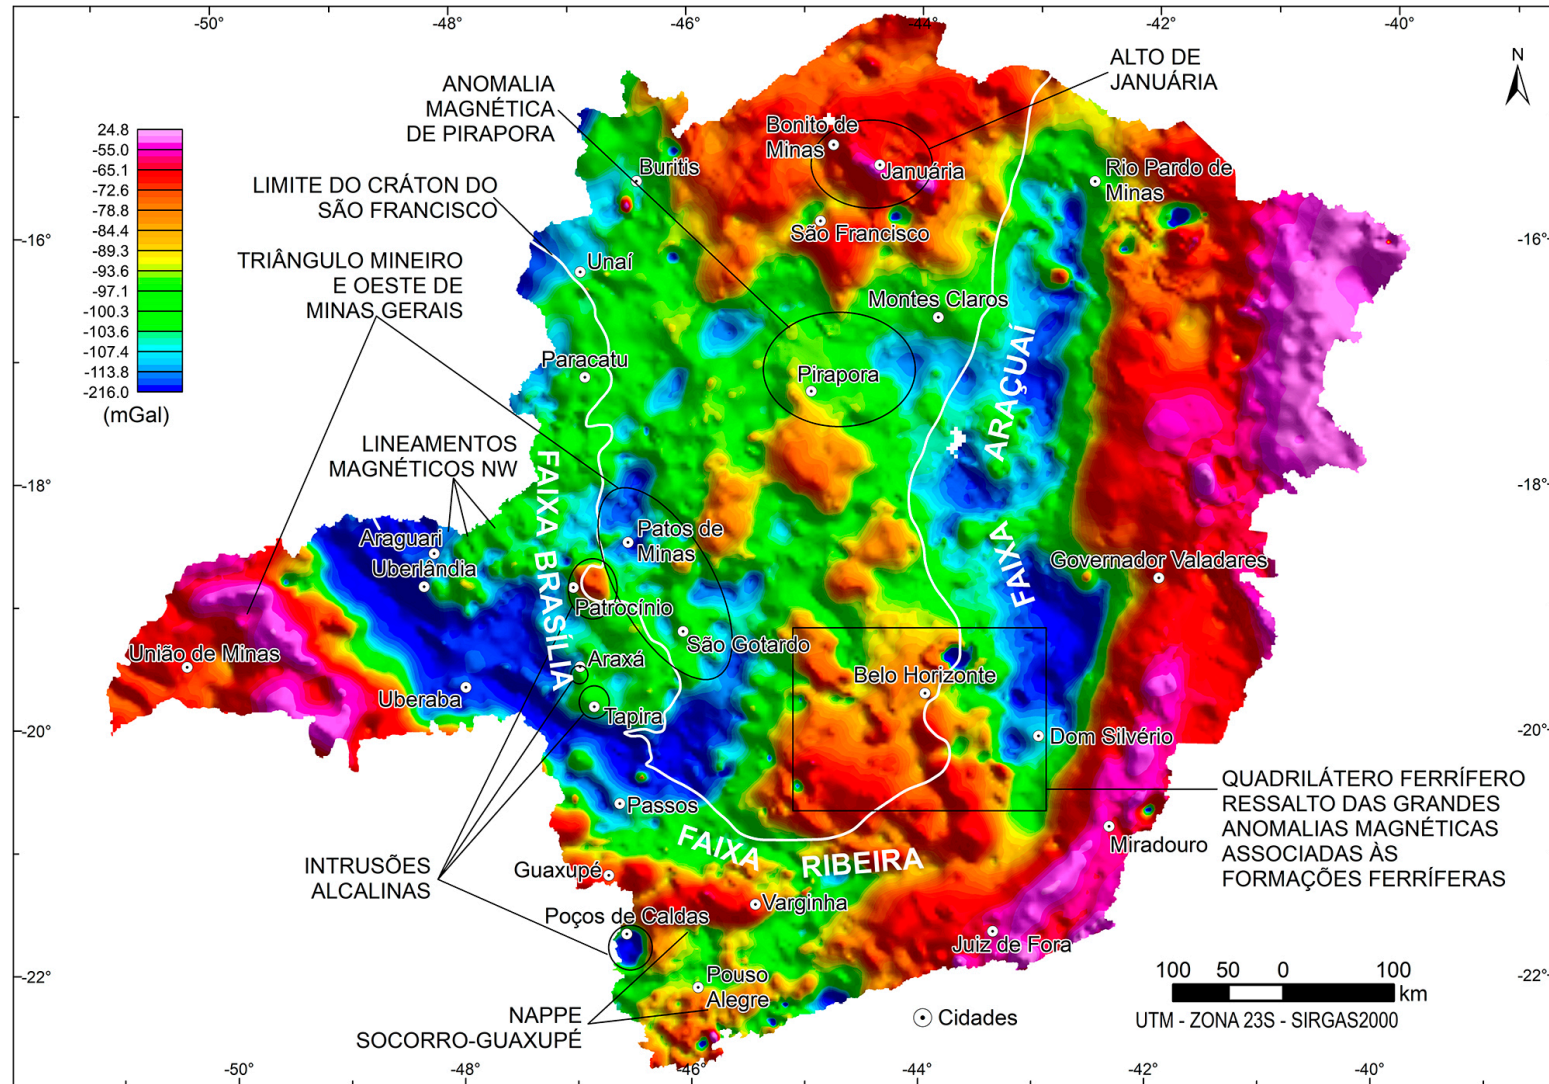 -50°
-48°
-46°
-44°
-42°
-40°
N
ANOMALIA
MAGNÉTICA
DE PIRAPORA
ALTO DE
JANUÁRIA
24.8
-55.0
-65.1
-72.6
-78.8
-84.4
-89.3
-93.6
-97.1
-100.3
-103.6
-107.4
-113.8
-216.0
(mGal)
LIMITE DO CRÁTON DO
SÃO FRANCISCO
TRIÂNGULO MINEIRO
E OESTE DE
MINAS GERAIS
LINEAMENTOS
MAGNÉTICOS NW
Bonito de
Minas
Januária
Buritis
Rio Pardo de
Minas
São Francisco
-16°
-16°
Unaí
Montes Claros
Paracatu
Pirapora
FAIXA ARAÇUAÍ
FAIXA BRASÍLIA
-18°
-18°
Patos de
Minas
Araguari
Uberlândia
Governador Valadares
Patrocínio
São Gotardo
União de Minas
Araxá
Belo Horizonte
Uberaba
Tapira
-20°
-20°
Dom Silvério
Passos
QUADRILÁTERO FERRÍFERO
RESSALTO DAS GRANDES
ANOMALIAS MAGNÉTICAS
ASSOCIADAS ÀS
FORMAÇÕES FERRÍFERAS
FAIXA RIBEIRA
Miradouro
INTRUSÕES
ALCALINAS
Guaxupé
Varginha
Poços de Caldas
Juiz de Fora
-22°
-22°
Pouso
Alegre
NAPPE
SOCORRO-GUAXUPÉ
Cidades
100 50 0 100
km
UTM - ZONA 23S - SIRGAS2000
-50°
-48°
-46°
-44°
-42°
-40°